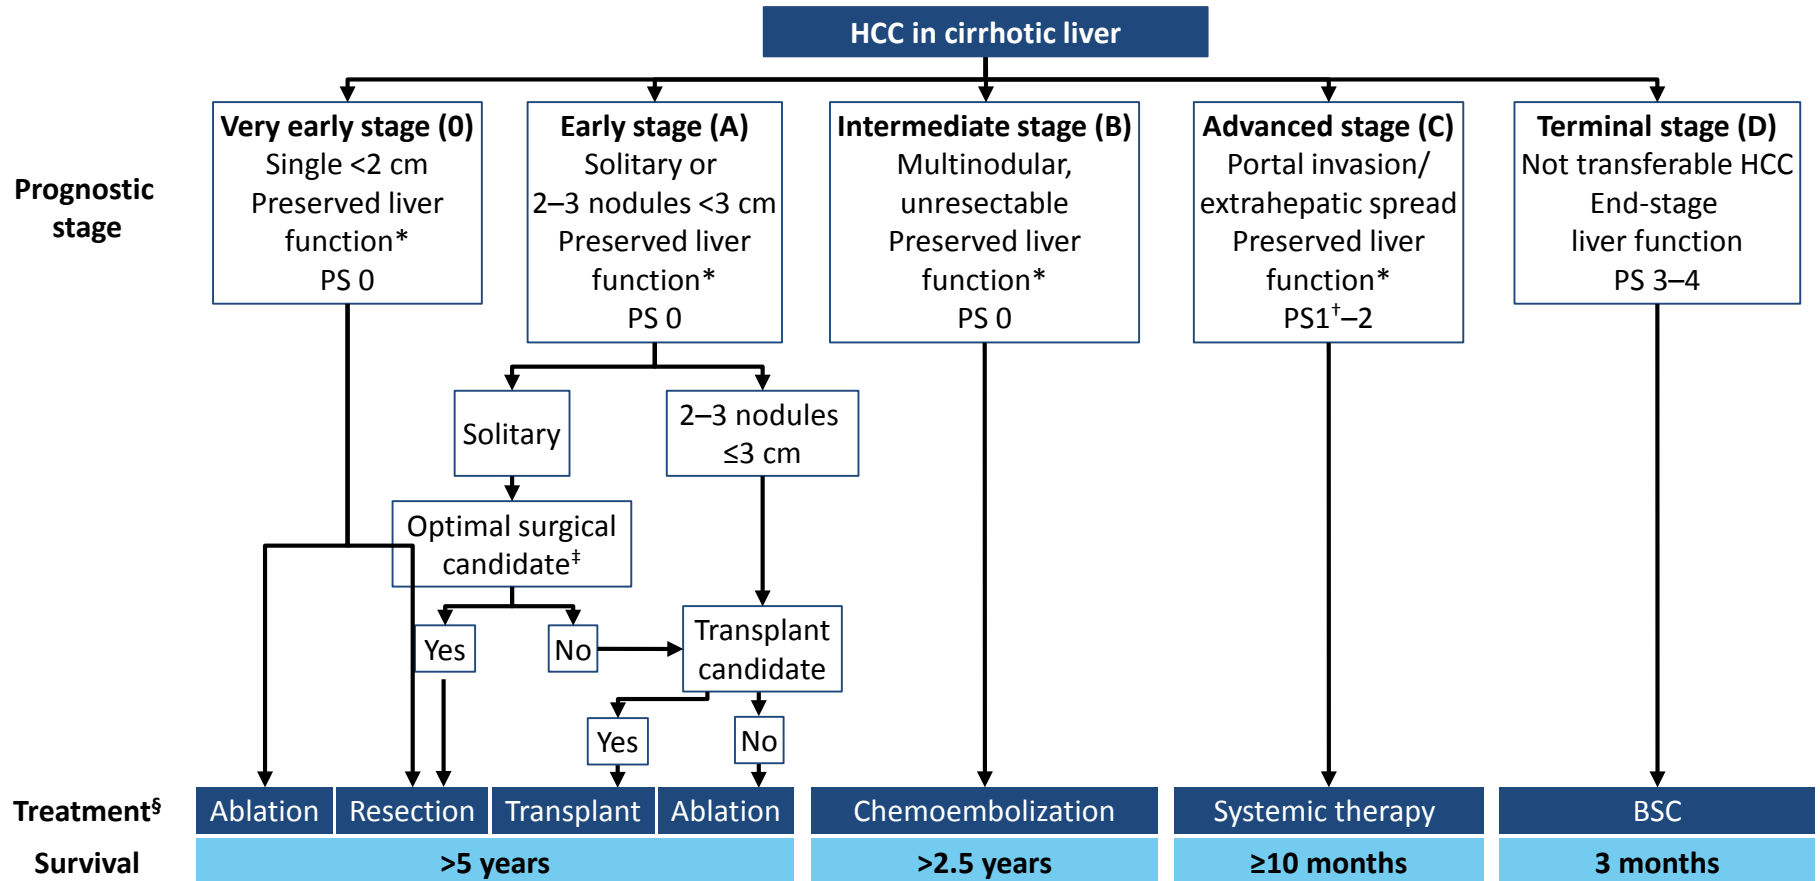 HCC in cirrhotic liver
Prognostic
stage
Very early stage (0)
Single <2 cm
Preserved liver
function*
PS 0
Early stage (A)
Solitary or
2–3 nodules <3 cm
Preserved liver
function*
PS 0
Intermediate stage (B)
Multinodular,
unresectable
Preserved liver
function*
PS 0
Advanced stage (C)
Portal invasion/
extrahepatic spread
Preserved liver
function*
PS1†–2
Terminal stage (D)
Not transferable HCC
End-stage
liver function
PS 3–4
Solitary
2–3 nodules
≤3 cm
Optimal surgical
candidate‡
Yes
No
Transplant
candidate
Yes
No
Treatment§
Ablation
Resection
Transplant
Ablation
Chemoembolization
Systemic therapy
BSC
Survival
>5 years
>2.5 years
≥10 months
3 months